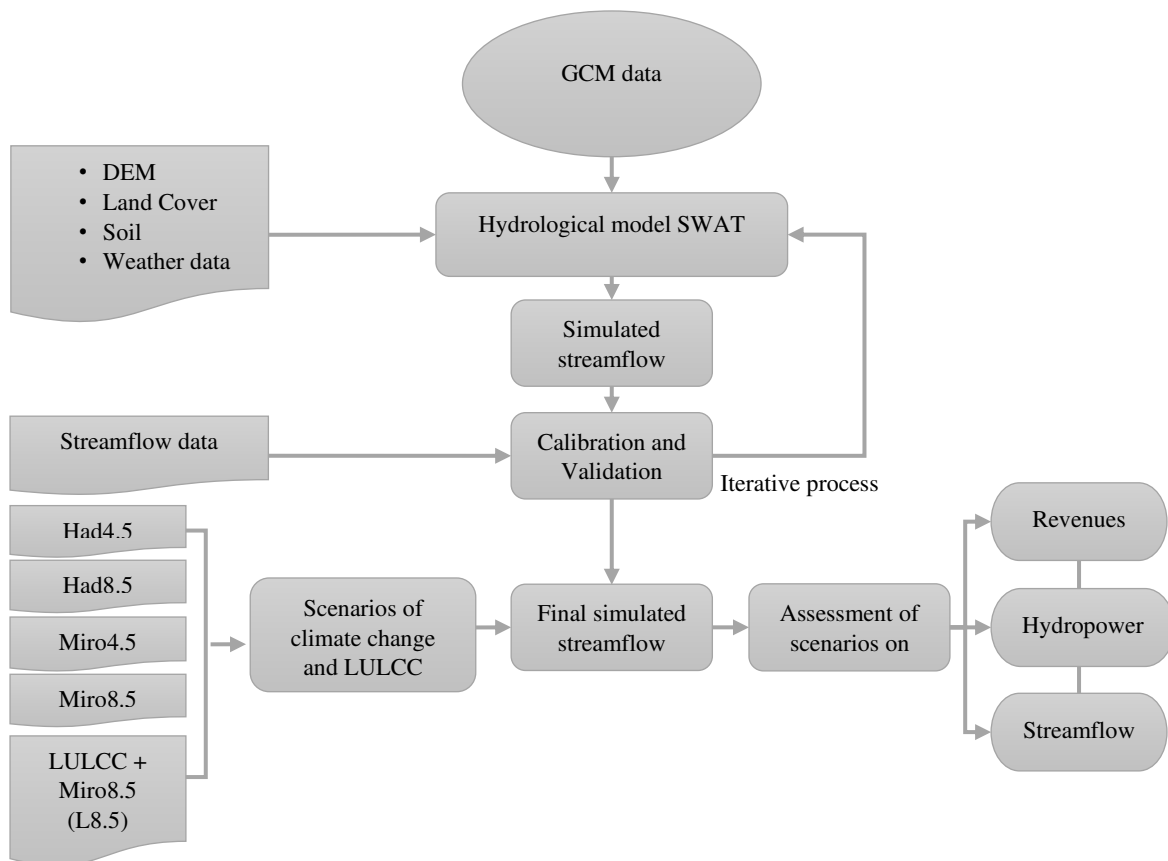 GCM data
• DEM
• Land Cover
• Soil
• Weather data
Hydrological model SWAT
Simulated
streamflow
Streamflow data
Calibration and
Validation
Iterative process
Had4.5
Had8.5
Miro4.5
Miro8.5
LULCC +
Miro8.5
(L8.5)
Scenarios of
climate change
and LULCC
Final simulated
streamflow
Assessment of
scenarios on
Revenues
Hydropower
Streamflow